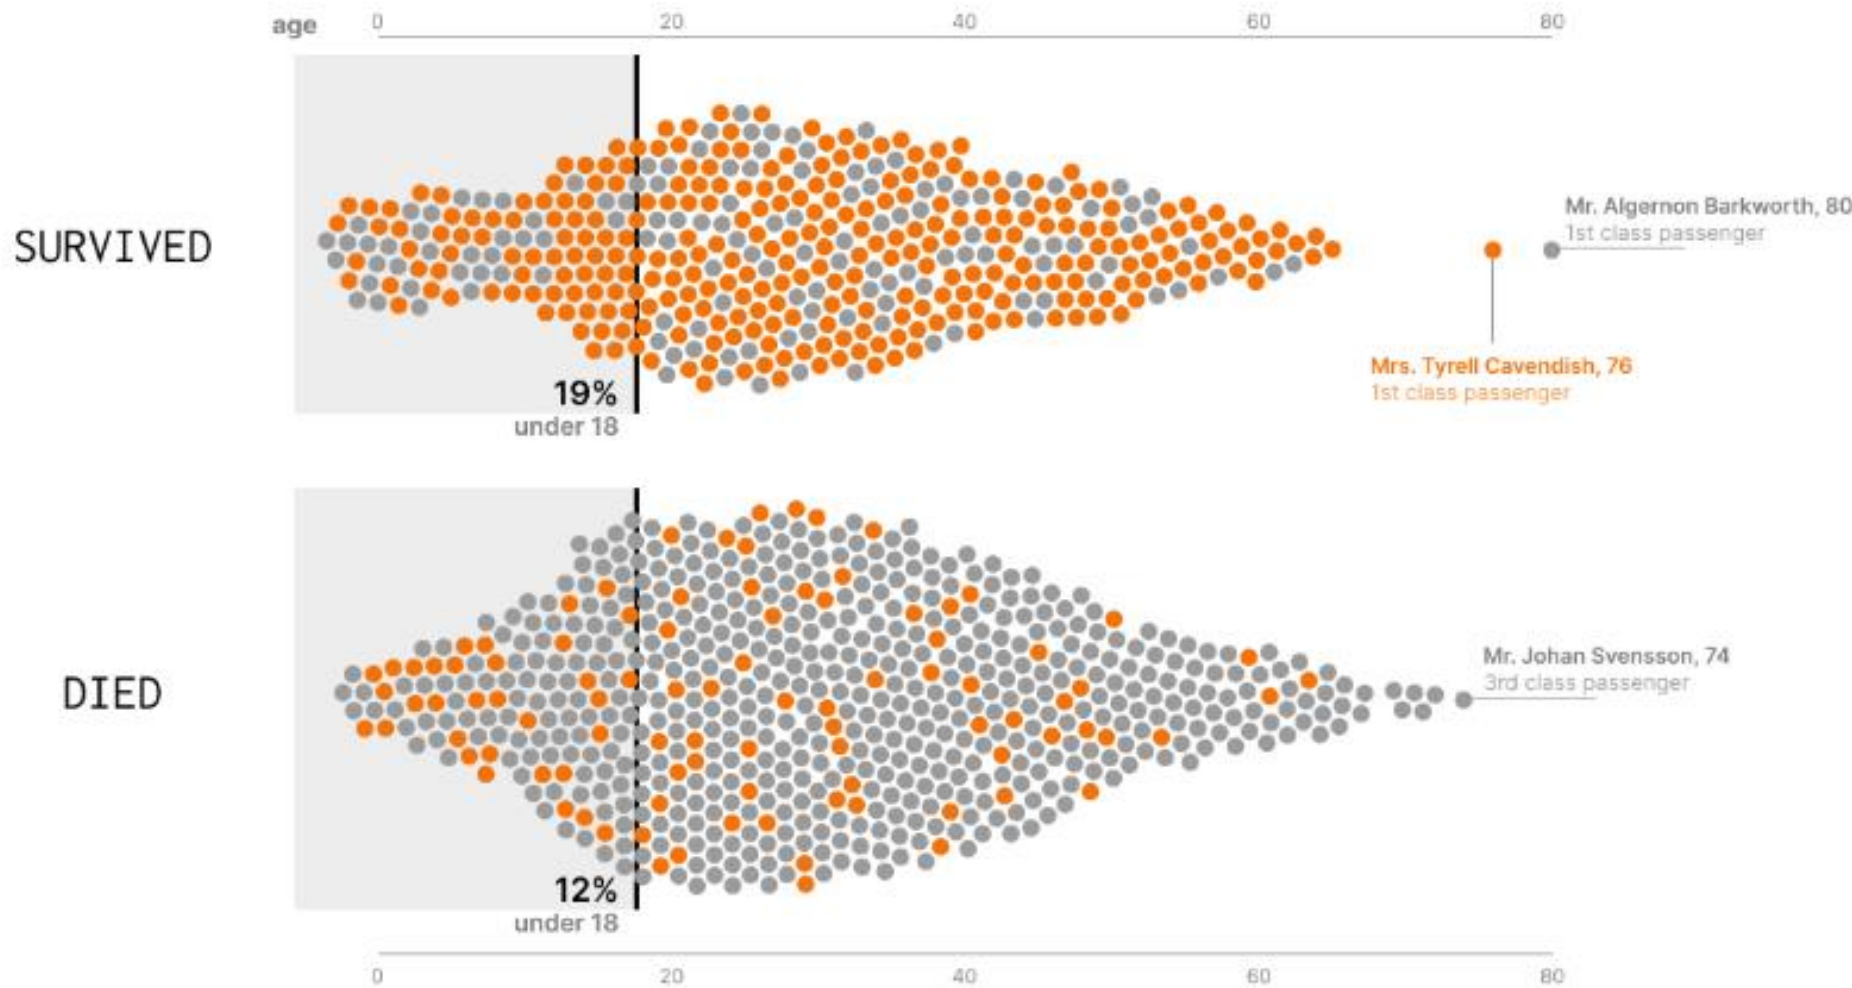 age 0 20 40 60 80
SURVIVED
Mr. Algernon Barkworth, 80
1st class passenger
Mrs. Tyrell Cavendish, 76
1st class passenger
19%
under 18
DIED
Mr. Johan Svensson, 74
3rd class passenger
12%
under 18
0 20 40 60 80